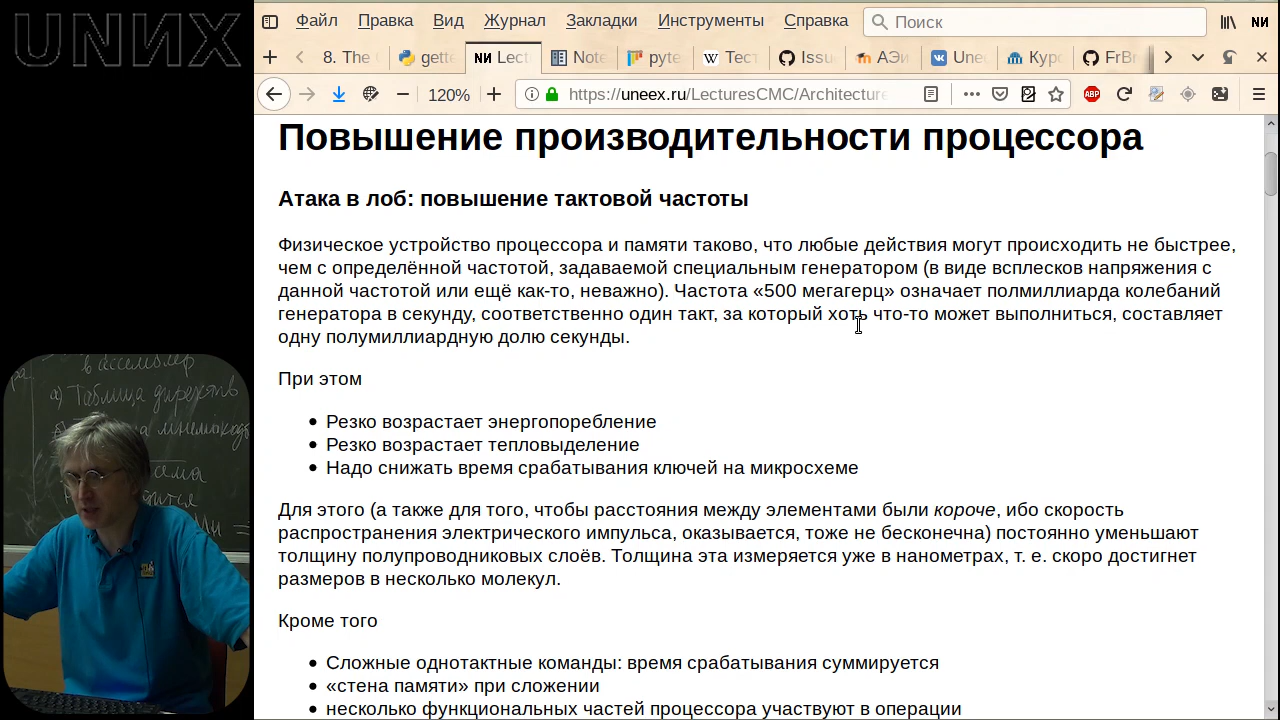 UNИX
Файл Правка Вид Журнал Закладки Инструменты Справка Поиск NИ
8. The gette NИ Lect Note pyte W Тест Issu АЭи Une Курс FrBr
120% https://uneex.ru/LecturesCMC/Architecture ABP
Повышение производительности процессора
Атака в лоб: повышение тактовой частоты
Физическое устройство процессора и памяти таково, что любые действия могут происходить не быстрее,
чем с определённой частотой, задаваемой специальным генератором (в виде всплесков напряжения с
данной частотой или ещё как-то, неважно). Частота «500 мегагерц» означает полмиллиарда колебаний
генератора в секунду, соответственно один такт, за который хоть что-то может выполниться, составляет
одну полумиллиардную долю секунды.
При этом
Резко возрастает энергопоребление
Резко возрастает тепловыделение
Надо снижать время срабатывания ключей на микросхеме
Для этого (а также для того, чтобы расстояния между элементами были короче, ибо скорость
распространения электрического импульса, оказывается, тоже не бесконечна) постоянно уменьшают
толщину полупроводниковых слоёв. Толщина эта измеряется уже в нанометрах, т. е. скоро достигнет
размеров в несколько молекул.
Кроме того
Сложные однотактные команды: время срабатывания суммируется
«стена памяти» при сложении
несколько функциональных частей процессора участвуют в операции
в ассемблер
а) Таблица директив